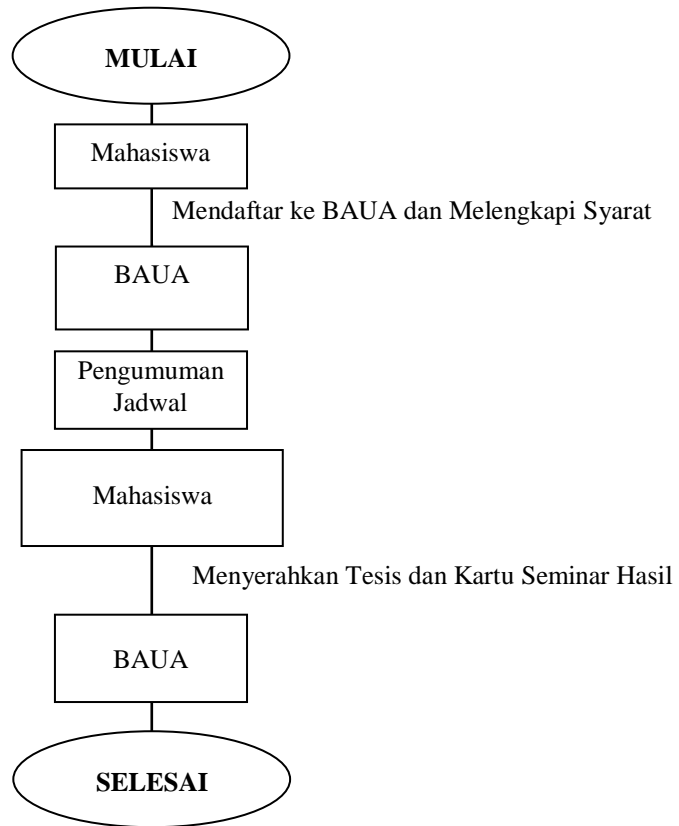 MULAI
Mahasiswa
Mendaftar ke BAUA dan Melengkapi Syarat
BAUA
Pengumuman
Jadwal
Mahasiswa
Menyerahkan Tesis dan Kartu Seminar Hasil
BAUA
SELESAI